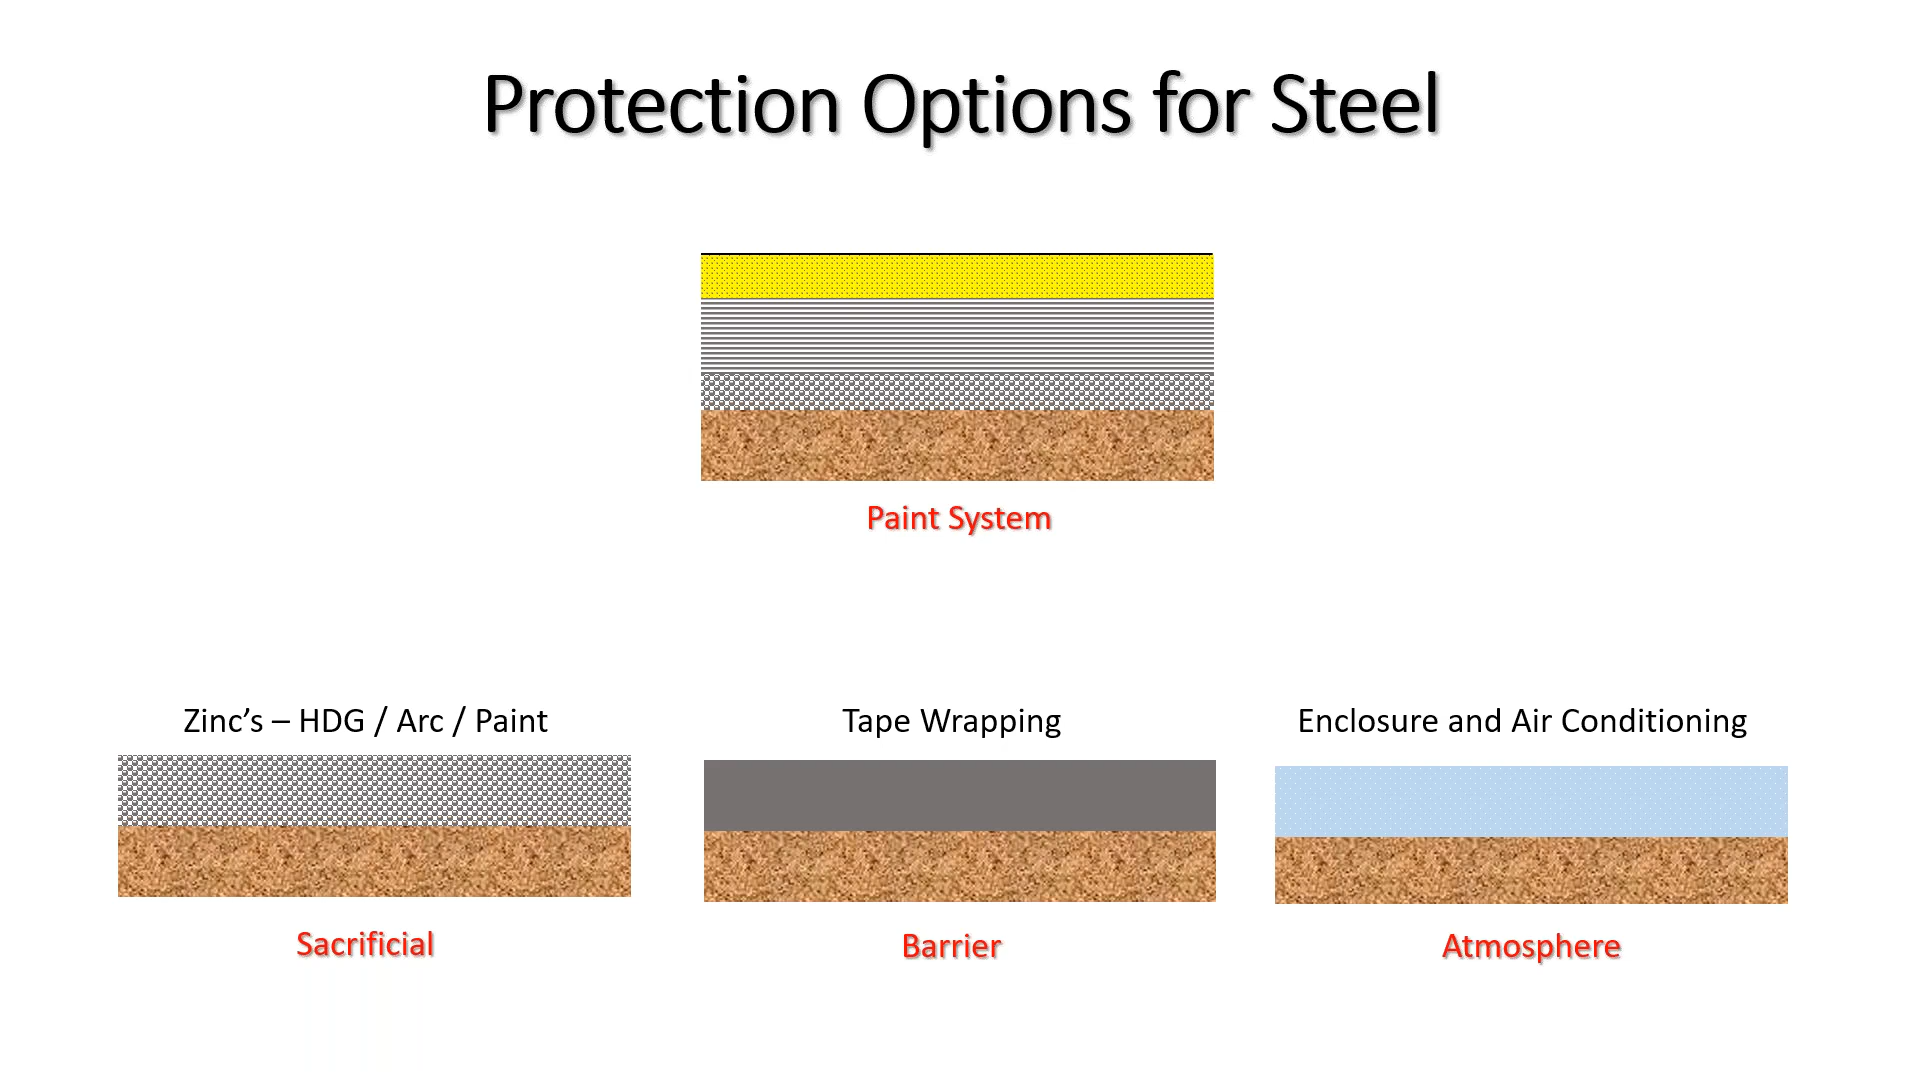 Protection Options for Steel
Paint System
Zinc’s – HDG / Arc / Paint
Tape Wrapping
Enclosure and Air Conditioning
Sacrificial
Barrier
Atmosphere